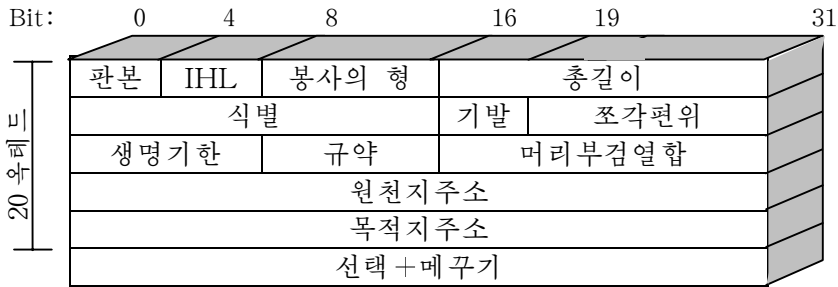 Bit: 0 4 8 16 19 31
판본 IHL 봉사의 형 총길이
식별 기발 쪼각편위
생명기한 규약 머리부검열합
원천지주소
목적지주소
선택+메꾸기
20 옥테트